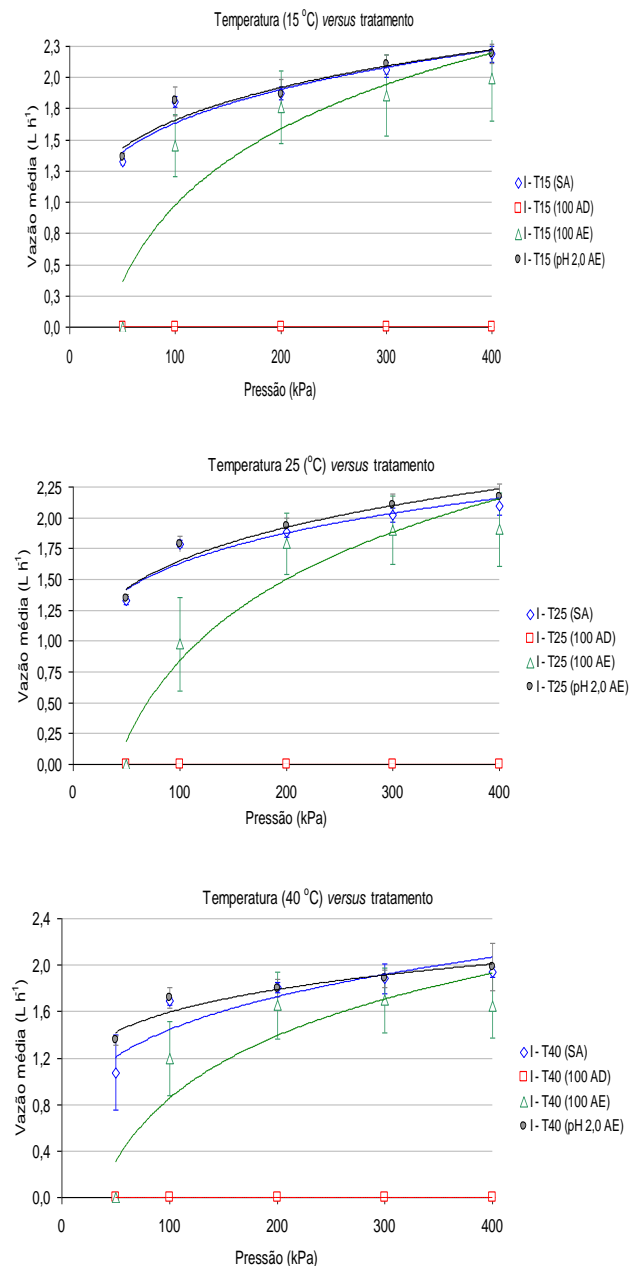 Temperatura (15 °C) versus tratamento
Vazão média (L h¹)
2,3
2,0
1,8
1,5
1,3
1,0
0,8
0,5
0,3
0,0
0
100
200
300
400
Pressão (kPa)
I - T15 (SA)
I - T15 (100 AD)
I - T15 (100 AE)
I - T15 (pH 2,0 AE)
Temperatura 25 (°C) versus tratamento
Vazão média (L h¹)
2,25
2,00
1,75
1,50
1,25
1,00
0,75
0,50
0,25
0,00
0
100
200
300
400
Pressão (kPa)
I - T25 (SA)
I - T25 (100 AD)
I - T25 (100 AE)
I - T25 (pH 2,0 AE)
Temperatura (40 °C) versus tratamento
Vazão média (L h¹)
2,4
2,0
1,6
1,2
0,8
0,4
0,0
0
100
200
300
400
Pressão (kPa)
I - T40 (SA)
I - T40 (100 AD)
I - T40 (100 AE)
I - T40 (pH 2,0 AE)